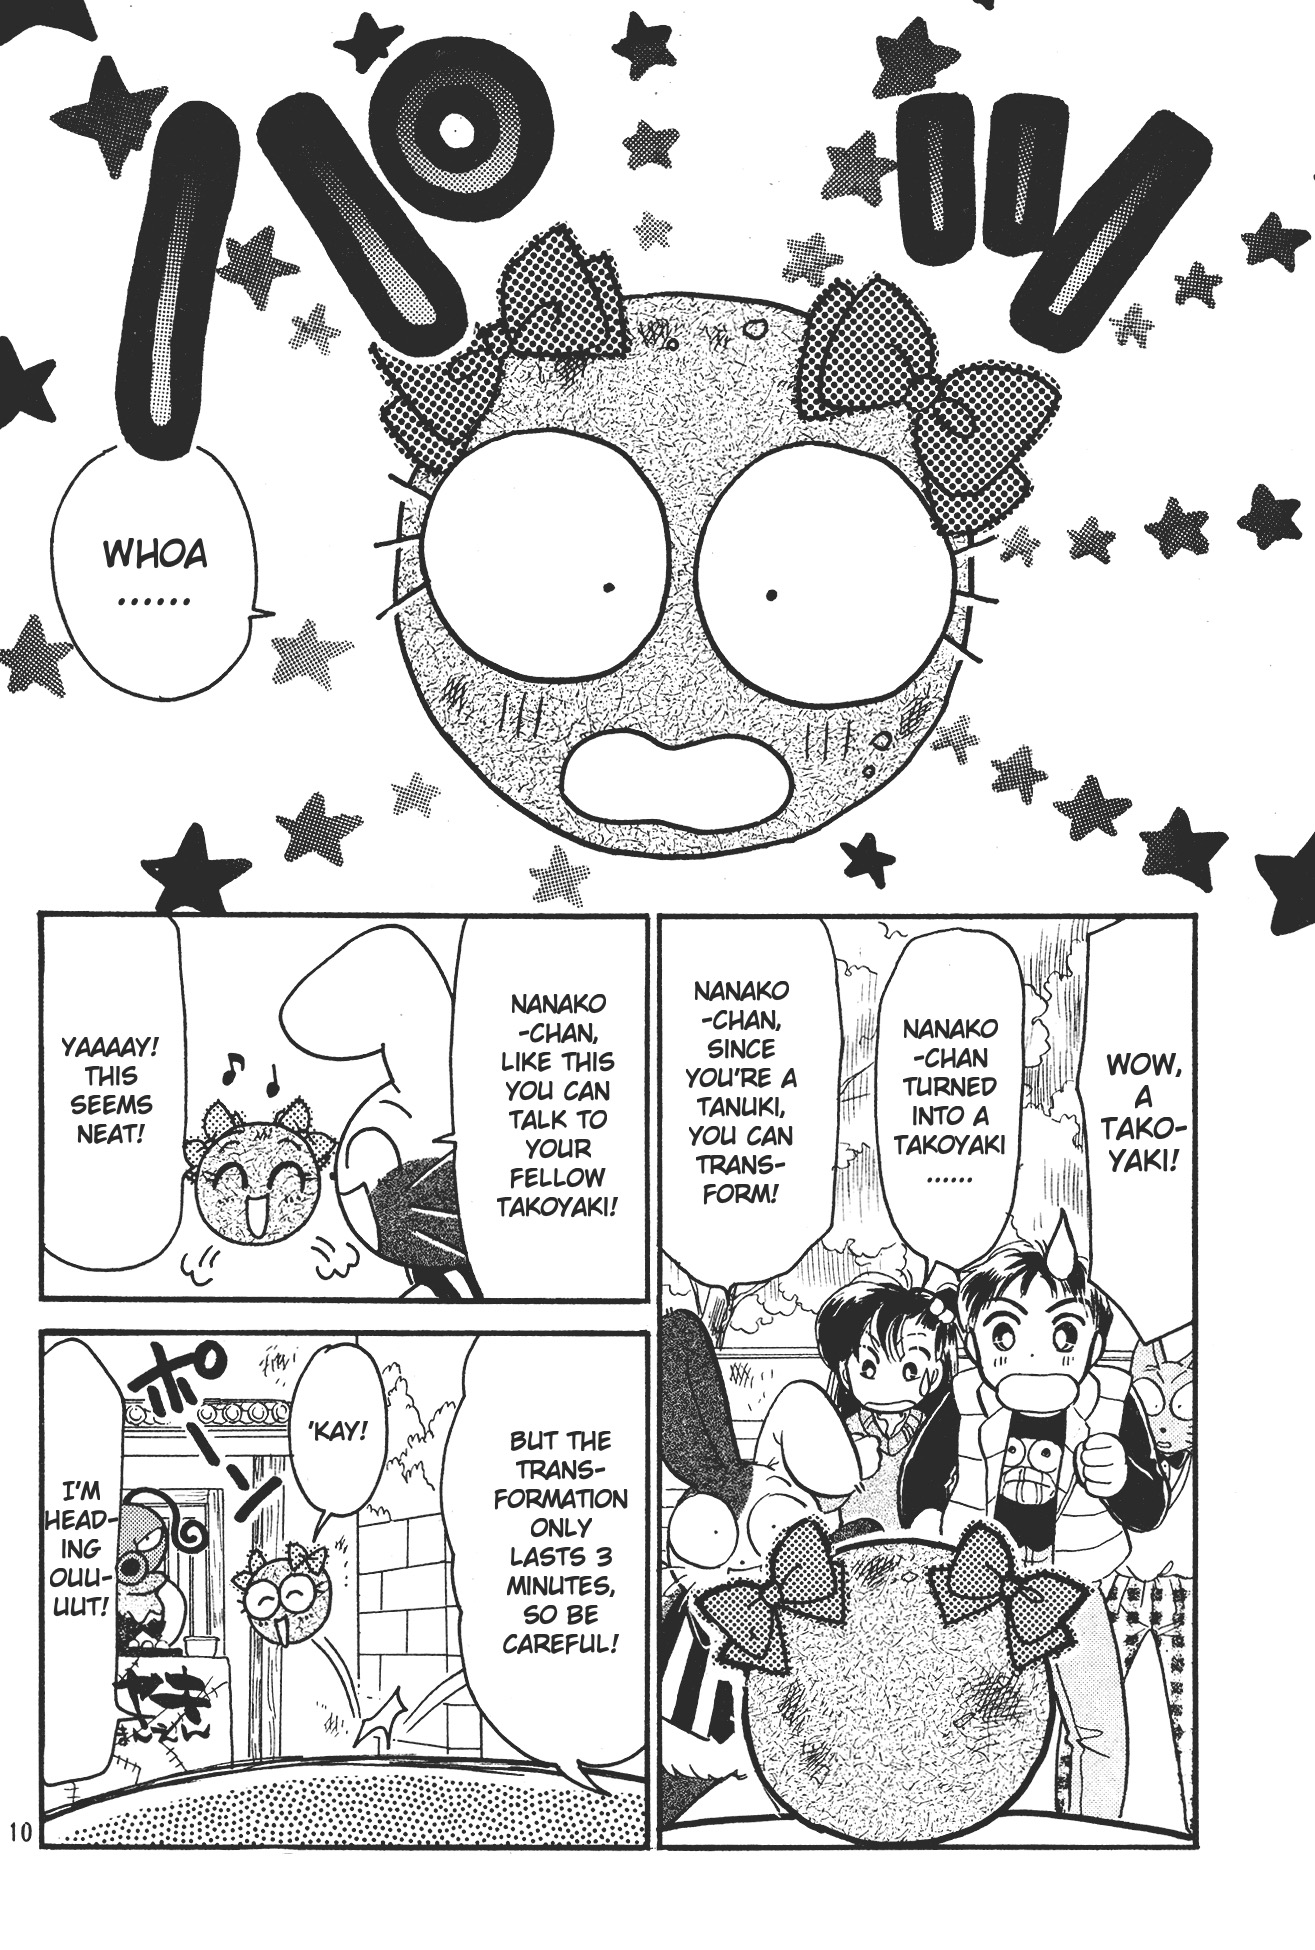 パッ
WHOA
......
WOW,
A
TAKO-
YAKI!
NANAKO
-CHAN
TURNED
INTO A
TAKOYAKI
......
NANAKO
-CHAN,
SINCE
YOU'RE A
TANUKI,
YOU CAN
TRANS-
FORM!
NANAKO
-CHAN,
LIKE THIS
YOU CAN
TALK TO
YOUR
FELLOW
TAKOYAKI!
YAAAAY!
THIS
SEEMS
NEAT!
BUT THE
TRANS-
FORMATION
ONLY
LASTS 3
MINUTES,
SO BE
CAREFUL!
'KAY!
ポーン
I'M
HEAD-
ING
OUU-
UUT!
10